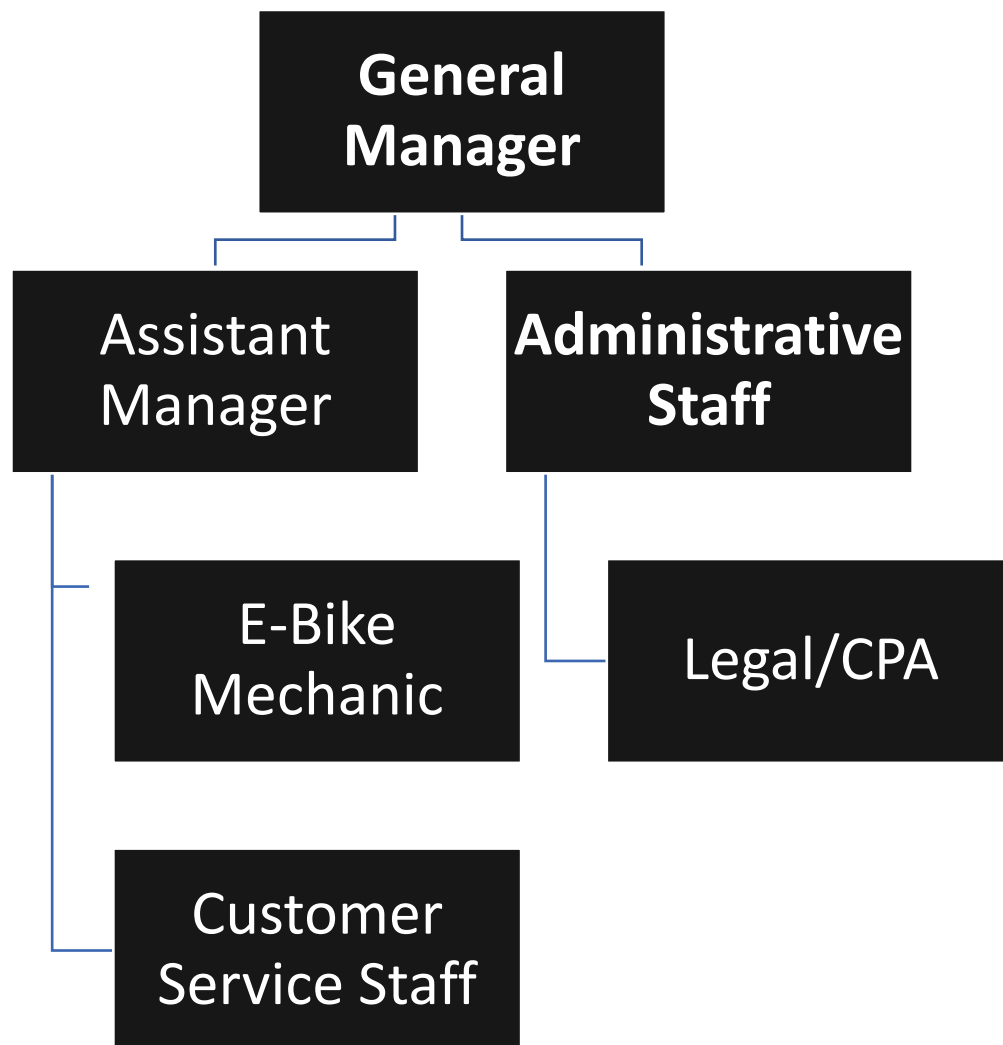 General
Manager
Assistant
Manager
Administrative
Staff
E-Bike
Mechanic
Legal/CPA
Customer
Service Staff